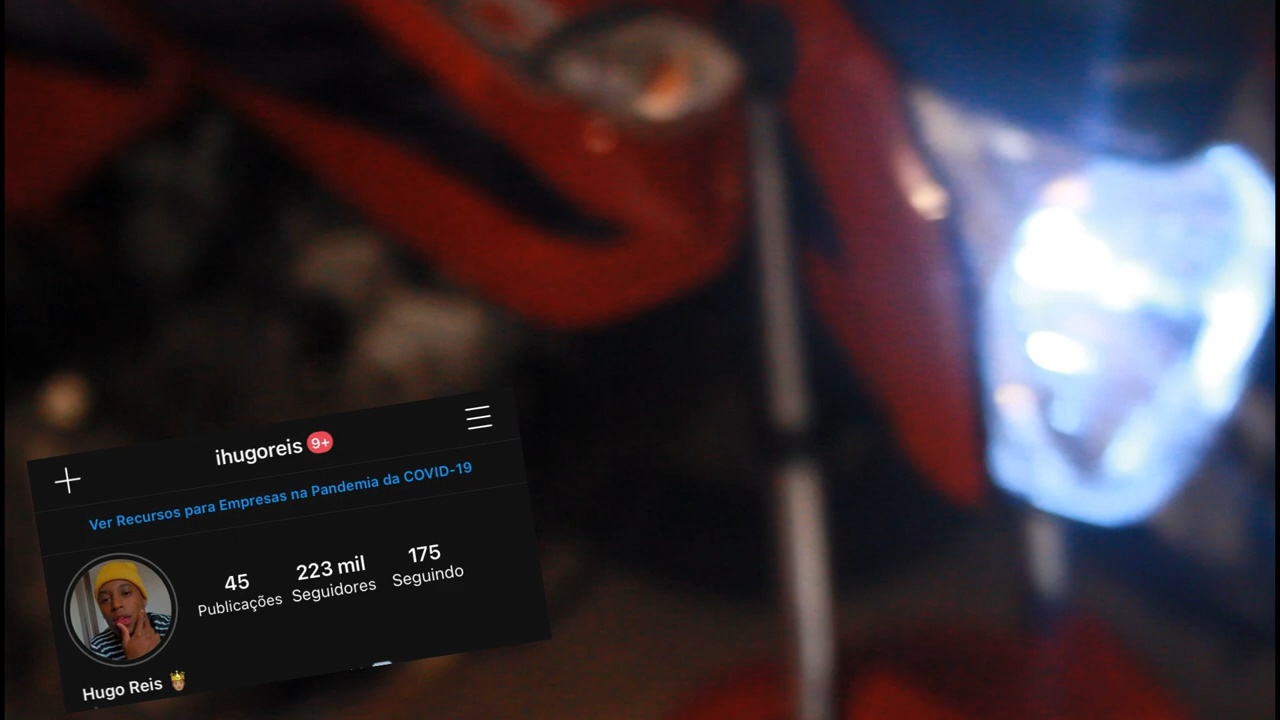 ihugoreis 9+
Ver Recursos para Empresas na Pandemia da COVID-19
45 223 mil 175
Publicações Seguidores Seguindo
Hugo Reis 🤴🏼